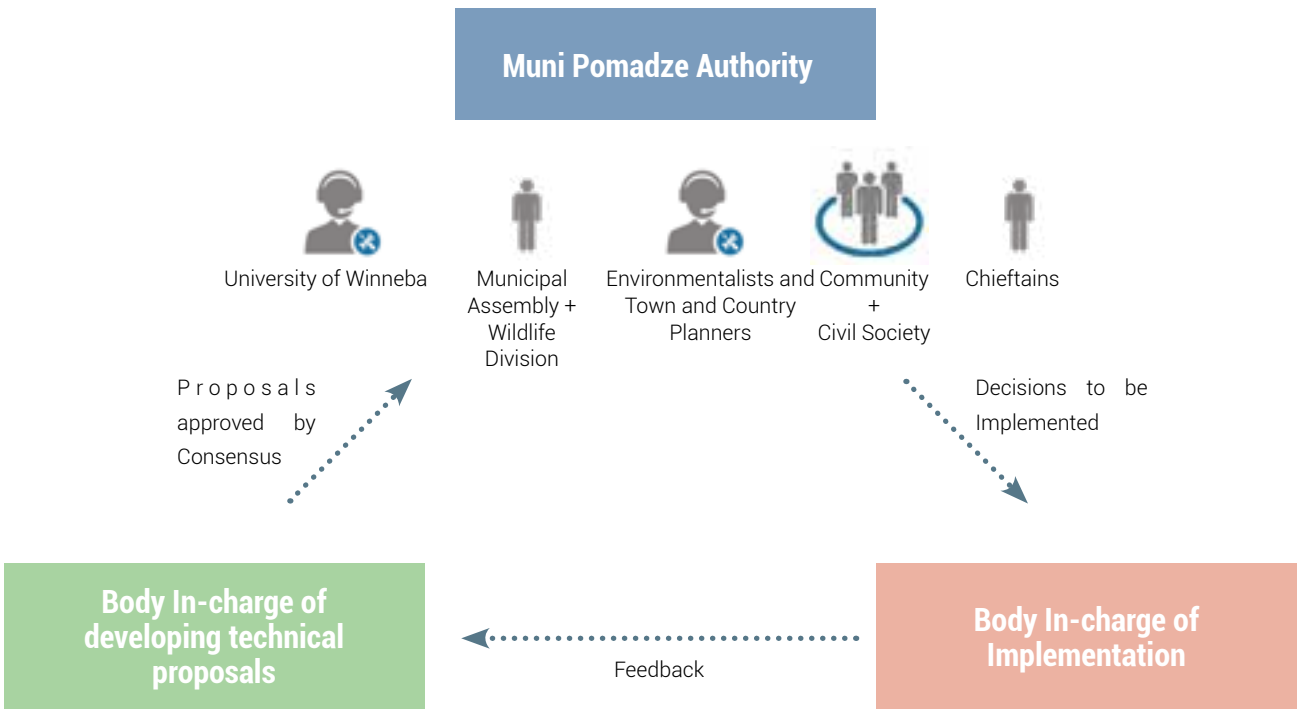 Muni Pomadze Authority
University of Winneba
Municipal
Assembly +
Wildlife
Division
Environmentalists and
Town and Country
Planners
Community
+
Civil Society
Chieftains
Proposals
approved by
Consensus
Decisions to be
Implemented
Body In-charge of
developing technical
proposals
Feedback
Body In-charge of
Implementation